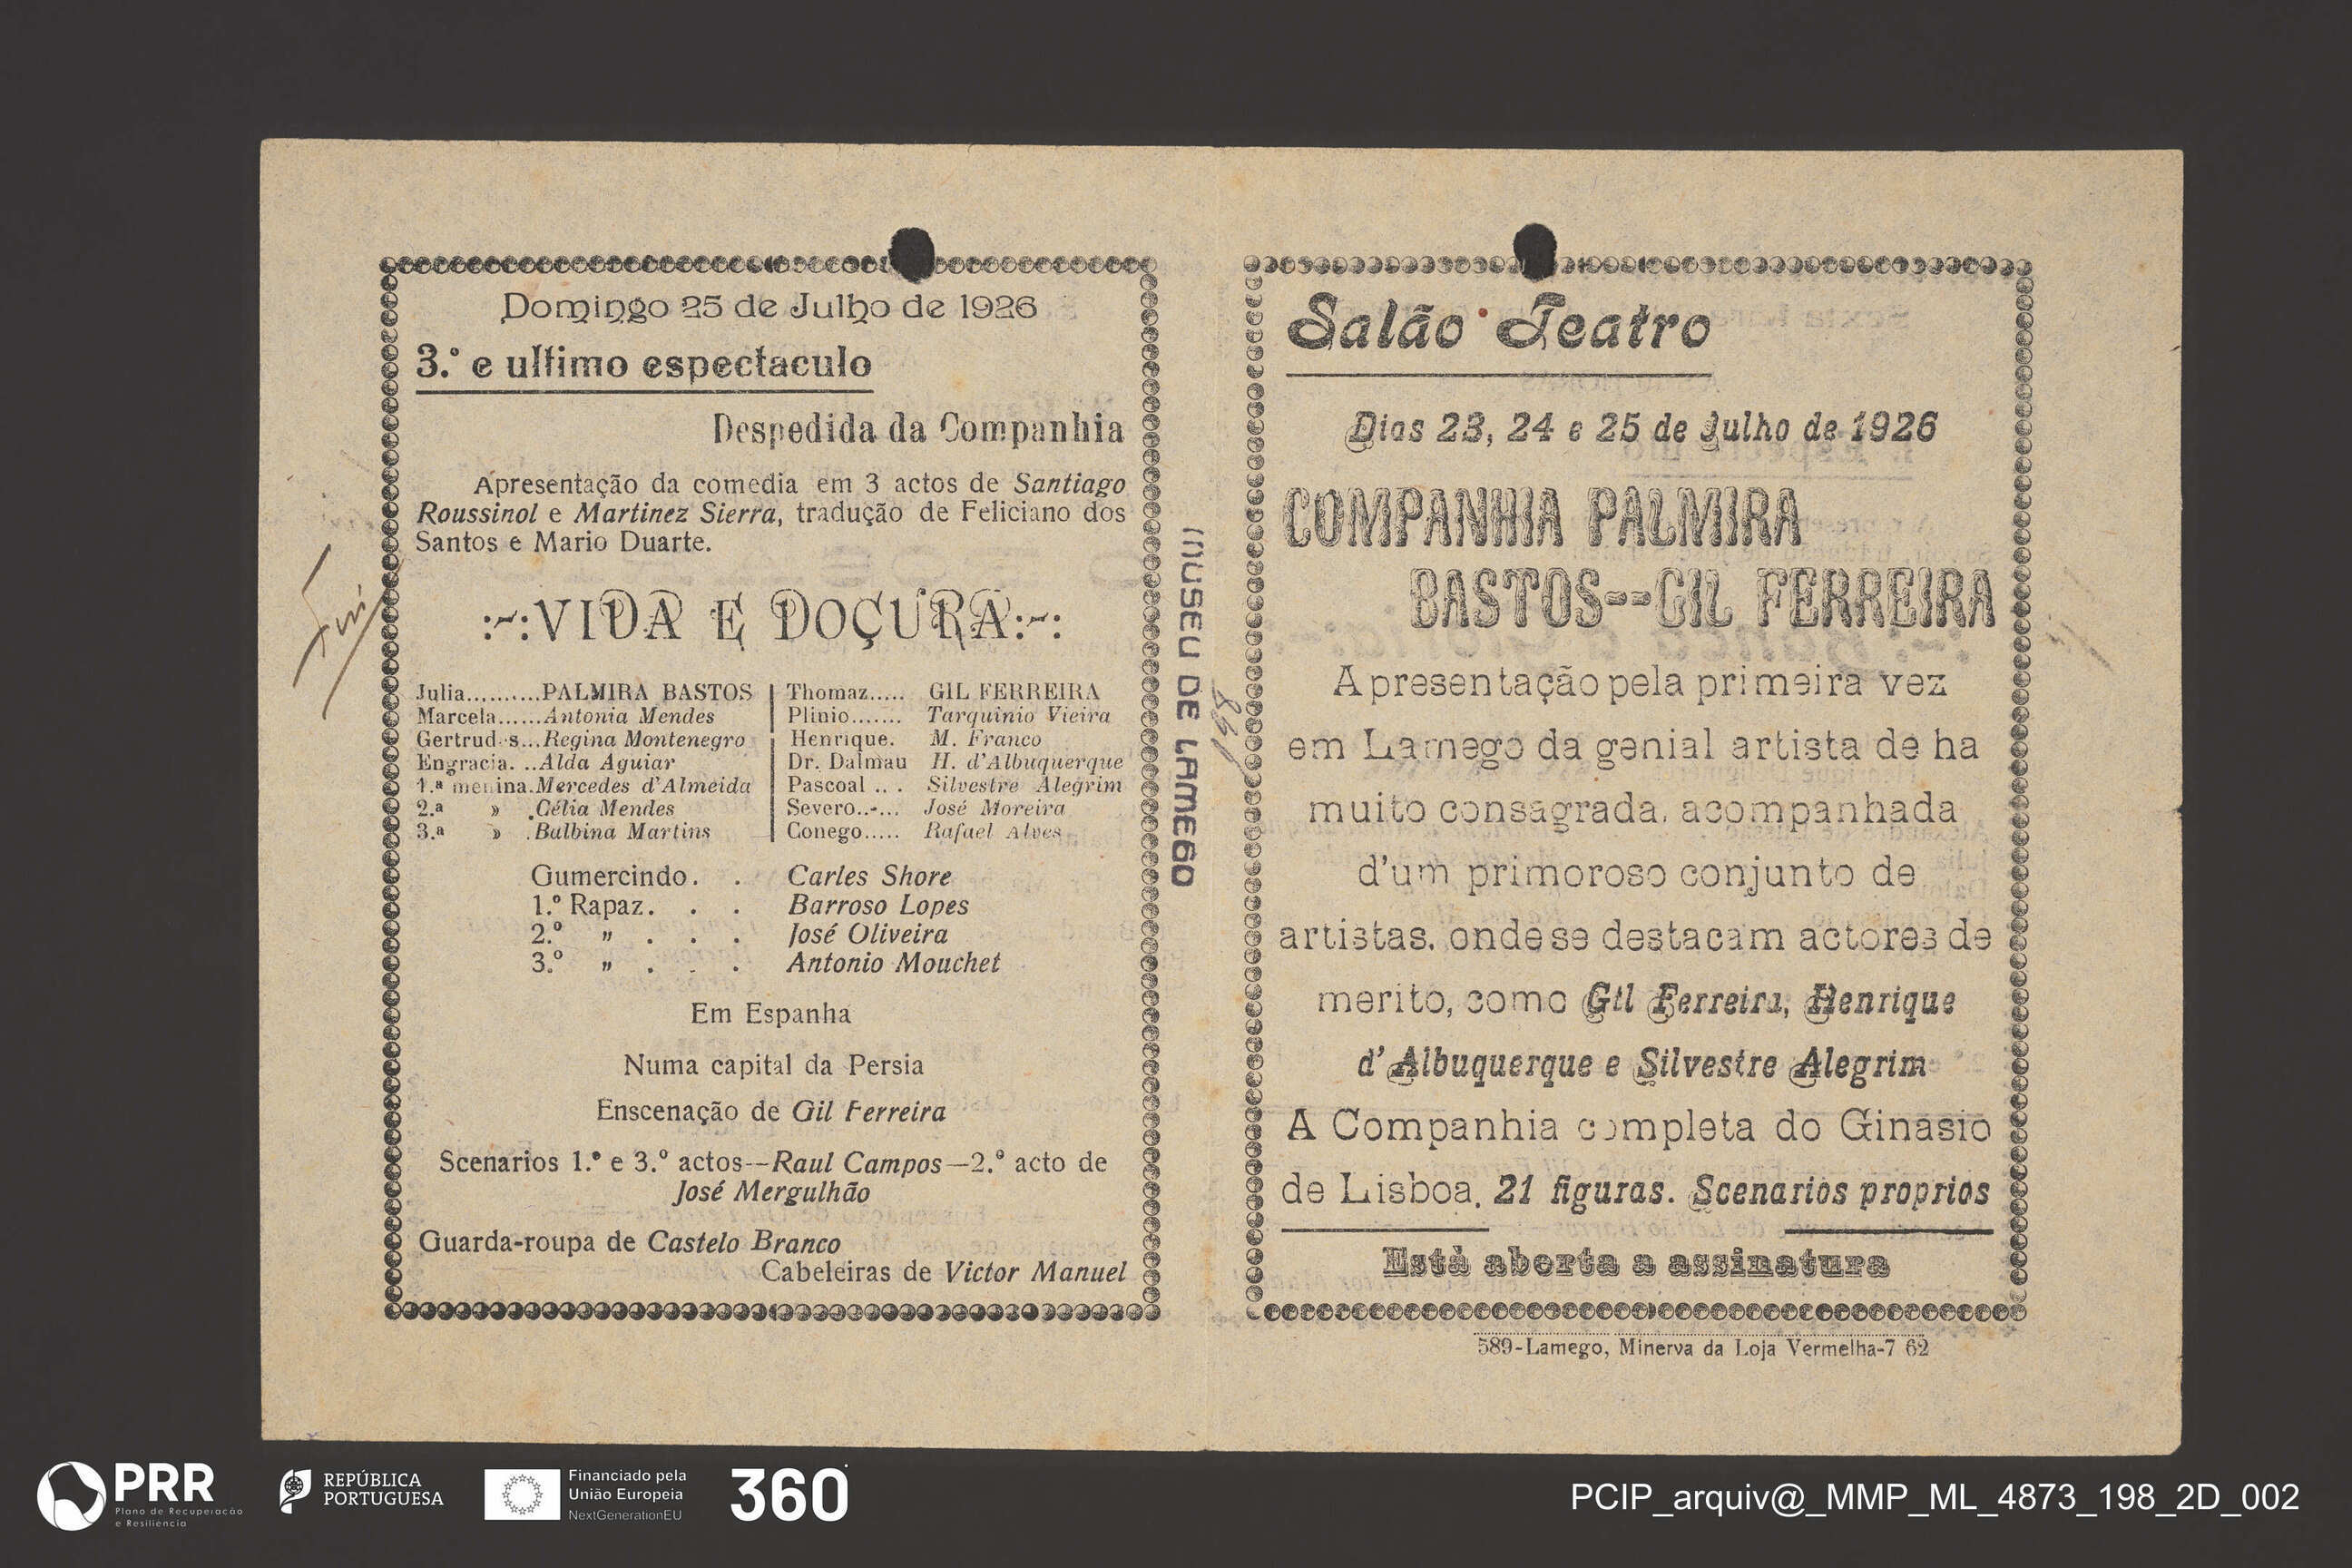 Domingo 25 de Julho de 1926
3.º e ultimo espectaculo
Despedida da Companhia
Apresentação da comedia em 3 actos de Santiago
Roussinol e Martinez Sierra, tradução de Feliciano dos
Santos e Mario Duarte.
:-:VIDA E DOÇURA:-:
Julia..........PALMIRA BASTOS
Marcela......Antonia Mendes
Gertrud s...Regina Montenegro
Engracia. ..Alda Aguiar
1.ª menina.Mercedes d'Almeida
2.ª » .Célia Mendes
3.ª » .Balbina Martins
Thomaz..... GIL FERREIRA
Plinio....... Tarquinio Vieira
Henrique. M. Franco
Dr. Dalmau H. d'Albuquerque
Pascoal .. . Silvestre Alegrim
Severo..-... José Moreira
Conego..... Rafael Alves
Gumercindo. . Carles Shore
1.º Rapaz. . . Barroso Lopes
2.º " . . . José Oliveira
3.º " . . . Antonio Mouchet
Em Espanha
Numa capital da Persia
Enscenação de Gil Ferreira
Scenarios 1.º e 3.º actos--Raul Campos—2.º acto de
José Mergulhão
Guarda-roupa de Castelo Branco
Cabeleiras de Victor Manuel
MUSEU DE LAMEGO
Salão Teatro
Dias 23, 24 e 25 de Julho de 1926
COMPANHIA PALMIRA
BASTOS--GIL FERREIRA
Apresentação pela primeira vez
em Lamego da genial artista de ha
muito consagrada, acompanhada
d'um primoroso conjunto de
artistas, onde se destacam actores de
merito, como Gil Ferreira, Henrique
d'Albuquerque e Silvestre Alegrim
A Companhia completa do Ginasio
de Lisboa, 21 figuras. Scenarios proprios
Està aberta a assinatura
589-Lamego, Minerva da Loja Vermelha-7 62
PRR
Plano de Recuperação
e Resiliência
REPÚBLICA
PORTUGUESA
Financiado pela
União Europeia
NextGenerationEU
360
PCIP_arquiv@_MMP_ML_4873_198_2D_002